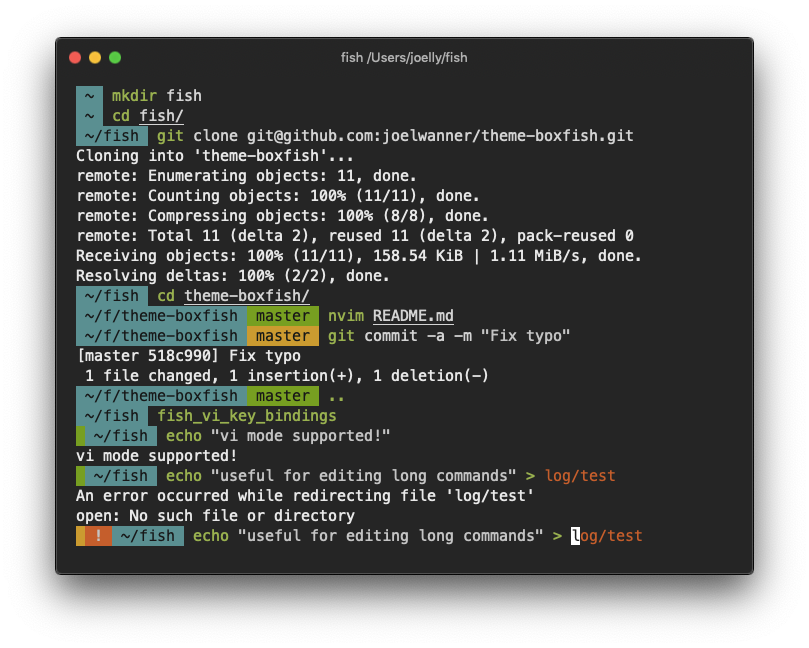 fish /Users/joelly/fish
~ mkdir fish
~ cd fish/
~/fish git clone git@github.com:joelwanner/theme-boxfish.git
Cloning into 'theme-boxfish'...
remote: Enumerating objects: 11, done.
remote: Counting objects: 100% (11/11), done.
remote: Compressing objects: 100% (8/8), done.
remote: Total 11 (delta 2), reused 11 (delta 2), pack-reused 0
Receiving objects: 100% (11/11), 158.54 KiB | 1.11 MiB/s, done.
Resolving deltas: 100% (2/2), done.
~/fish cd theme-boxfish/
~/f/theme-boxfish master nvim README.md
~/f/theme-boxfish master git commit -a -m "Fix typo"
[master 518c990] Fix typo
1 file changed, 1 insertion(+), 1 deletion(-)
~/f/theme-boxfish master ..
~/fish fish_vi_key_bindings
~/fish echo "vi mode supported!"
vi mode supported!
~/fish echo "useful for editing long commands" > log/test
An error occurred while redirecting file 'log/test'
open: No such file or directory
! ~/fish echo "useful for editing long commands" > log/test